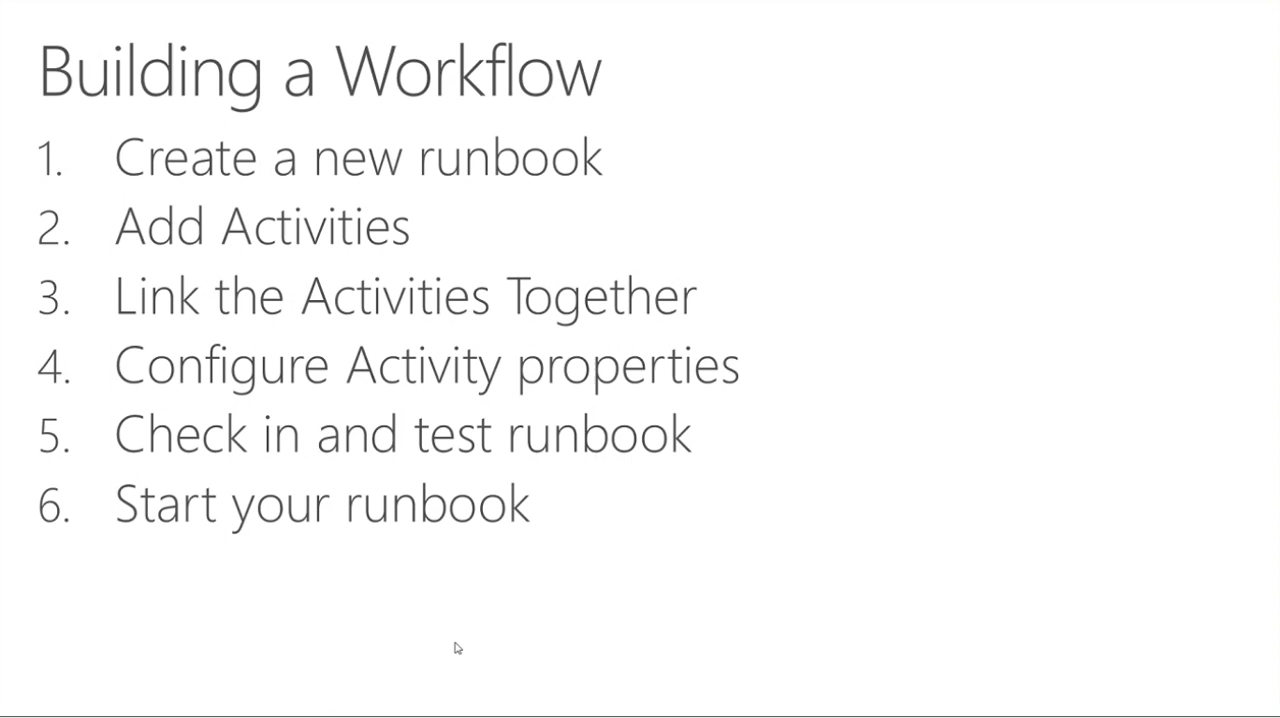 Building a Workflow
1. Create a new runbook
2. Add Activities
3. Link the Activities Together
4. Configure Activity properties
5. Check in and test runbook
6. Start your runbook